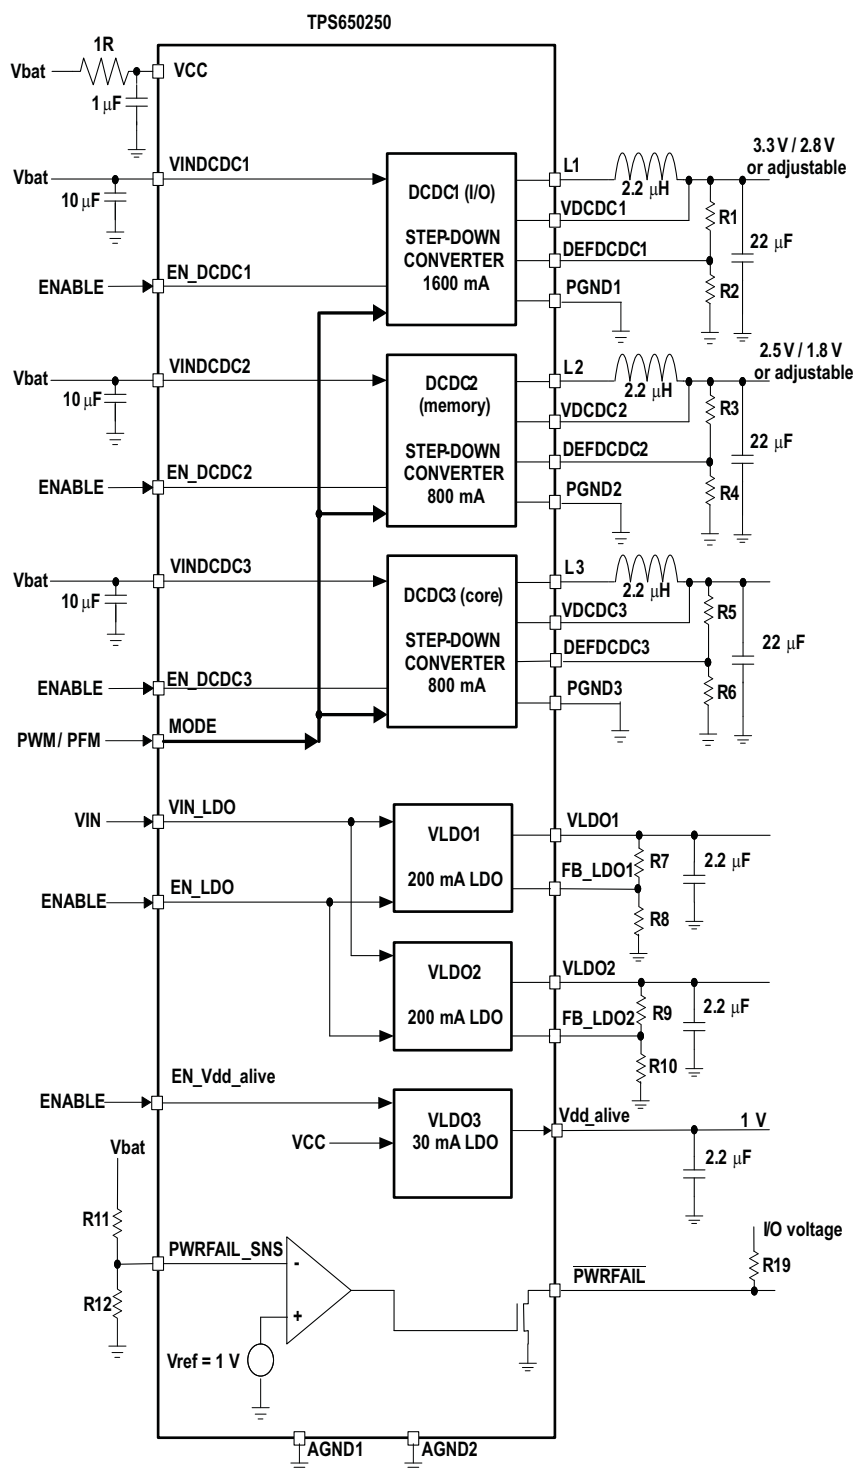 TPS650250
1R
Vbat
VCC
1 μF
Vbat
VINDCDC1
10 μF
ENABLE
EN_DCDC1
DCDC1 (I/O)
STEP-DOWN
CONVERTER
1600 mA
L1
2.2 μH
3.3 V / 2.8 V
or adjustable
VDCDC1
R1
DEFDCDC1
22 μF
R2
PGND1
Vbat
VINDCDC2
10 μF
ENABLE
EN_DCDC2
DCDC2
(memory)
STEP-DOWN
CONVERTER
800 mA
L2
2.2 μH
2.5 V / 1.8 V
or adjustable
VDCDC2
R3
DEFDCDC2
22 μF
R4
PGND2
Vbat
VINDCDC3
10 μF
ENABLE
EN_DCDC3
DCDC3 (core)
STEP-DOWN
CONVERTER
800 mA
L3
2.2 μH
VDCDC3
R5
DEFDCDC3
22 μF
R6
PGND3
PWM/ PFM
MODE
VIN
VIN_LDO
ENABLE
EN_LDO
VLDO1
200 mA LDO
VLDO1
R7
2.2 μF
FB_LDO1
R8
VLDO2
200 mA LDO
VLDO2
R9
2.2 μF
FB_LDO2
R10
ENABLE
EN_Vdd_alive
VLDO3
30 mA LDO
VCC
Vdd_alive
1 V
2.2 μF
Vbat
R11
PWRFAIL_SNS
R12
-
+
Vref = 1 V
PWRFAIL
I/O voltage
R19
AGND1
AGND2